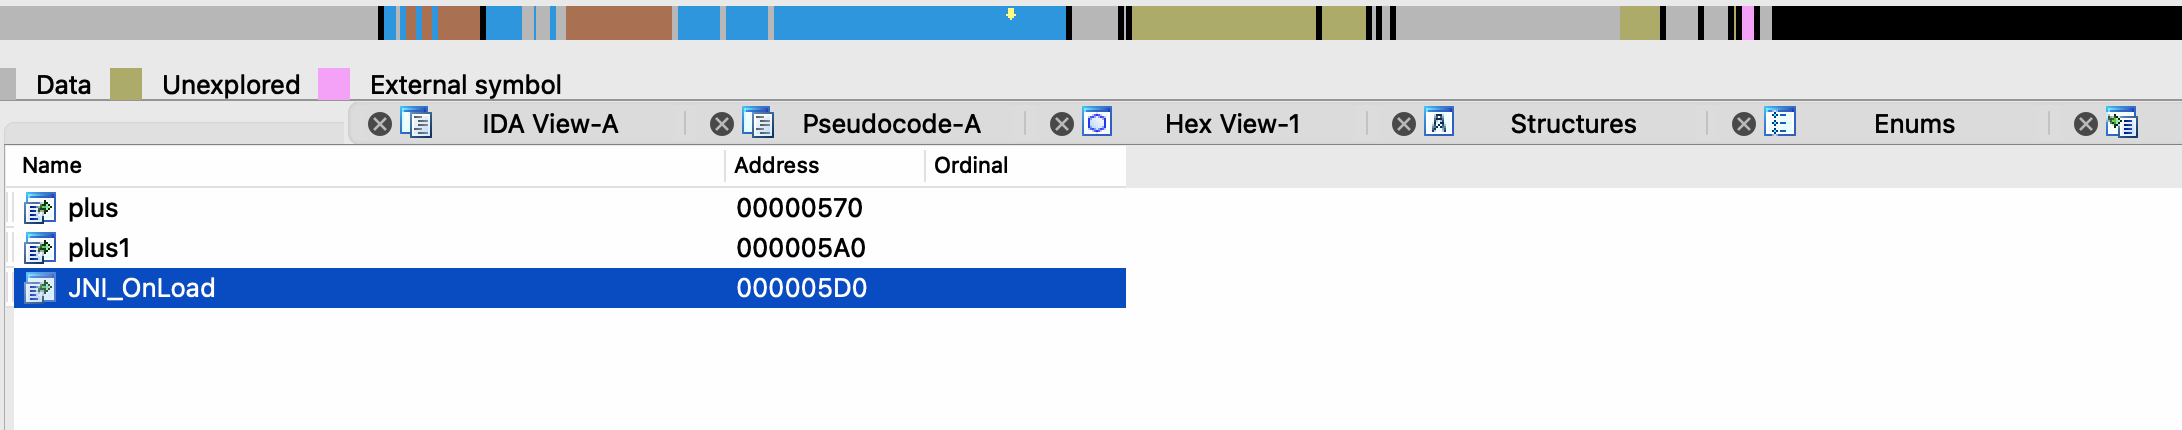 Data Unexplored External symbol
IDA View-A Pseudocode-A Hex View-1 Structures Enums
Name Address Ordinal
plus 00000570
plus1 000005A0
JNI_OnLoad 000005D0